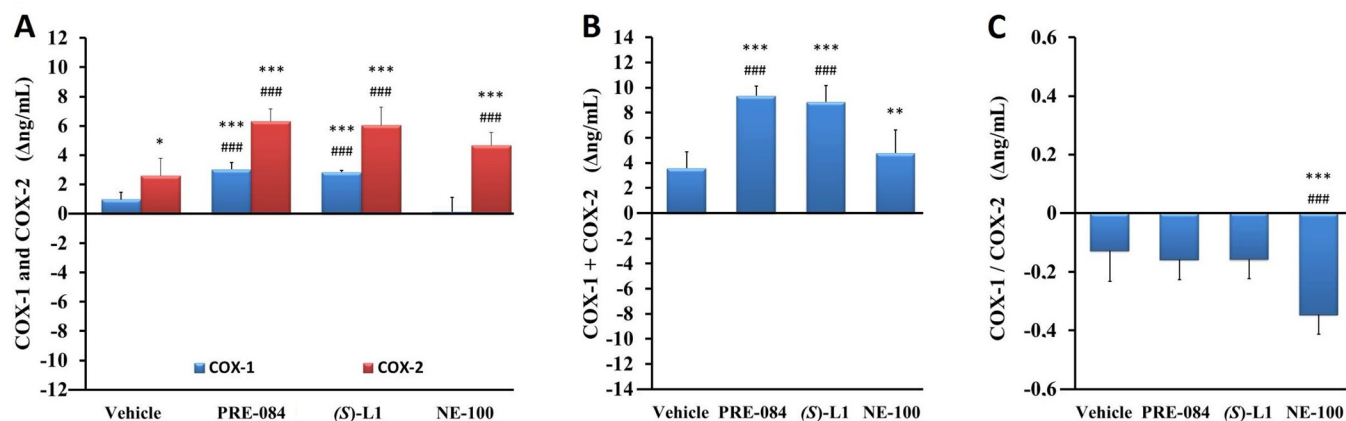 A
COX-1 and COX-2 (Δng/mL)
12
10
8
6
4
2
0
-2
-4
-6
-8
-10
-12
*
***
###
***
###
***
###
***
###
***
###
COX-1
COX-2
Vehicle
PRE-084
(S)-L1
NE-100
B
COX-1 + COX-2 (Δng/mL)
14
12
10
8
6
4
2
0
-2
-4
-6
-8
-10
-12
-14
***
###
***
###
**
Vehicle
PRE-084
(S)-L1
NE-100
C
COX-1 / COX-2 (Δng/mL)
0.6
0.4
0.2
0
-0.2
-0.4
-0.6
***
###
Vehicle
PRE-084
(S)-L1
NE-100